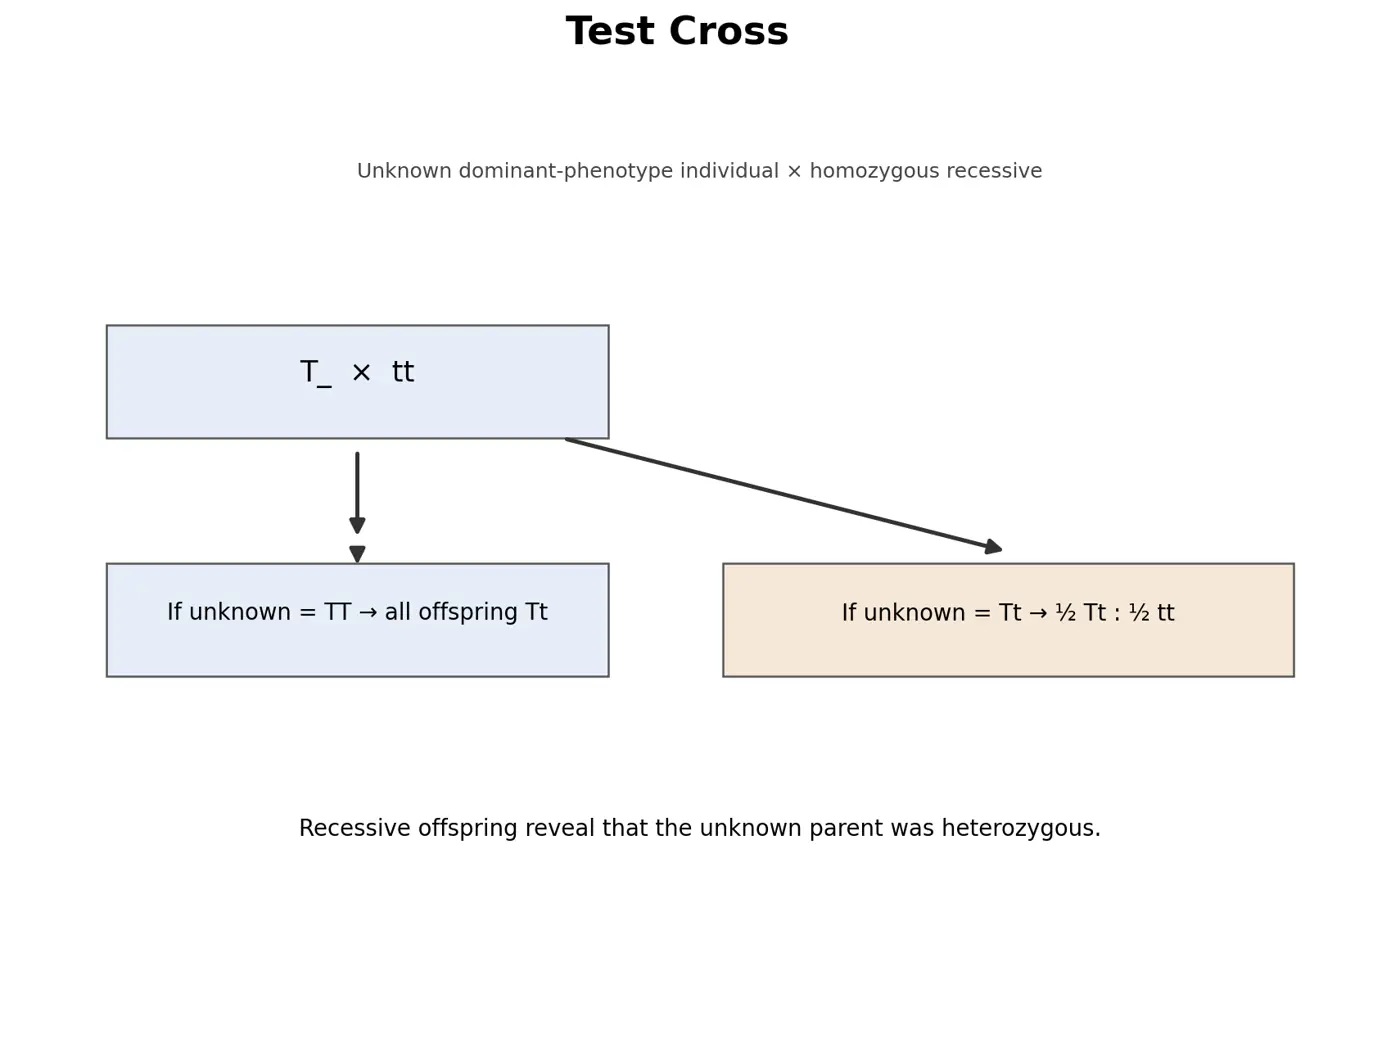 Test Cross
Unknown dominant-phenotype individual × homozygous recessive
T_ × tt
If unknown = TT → all offspring Tt
If unknown = Tt → ½ Tt : ½ tt
Recessive offspring reveal that the unknown parent was heterozygous.